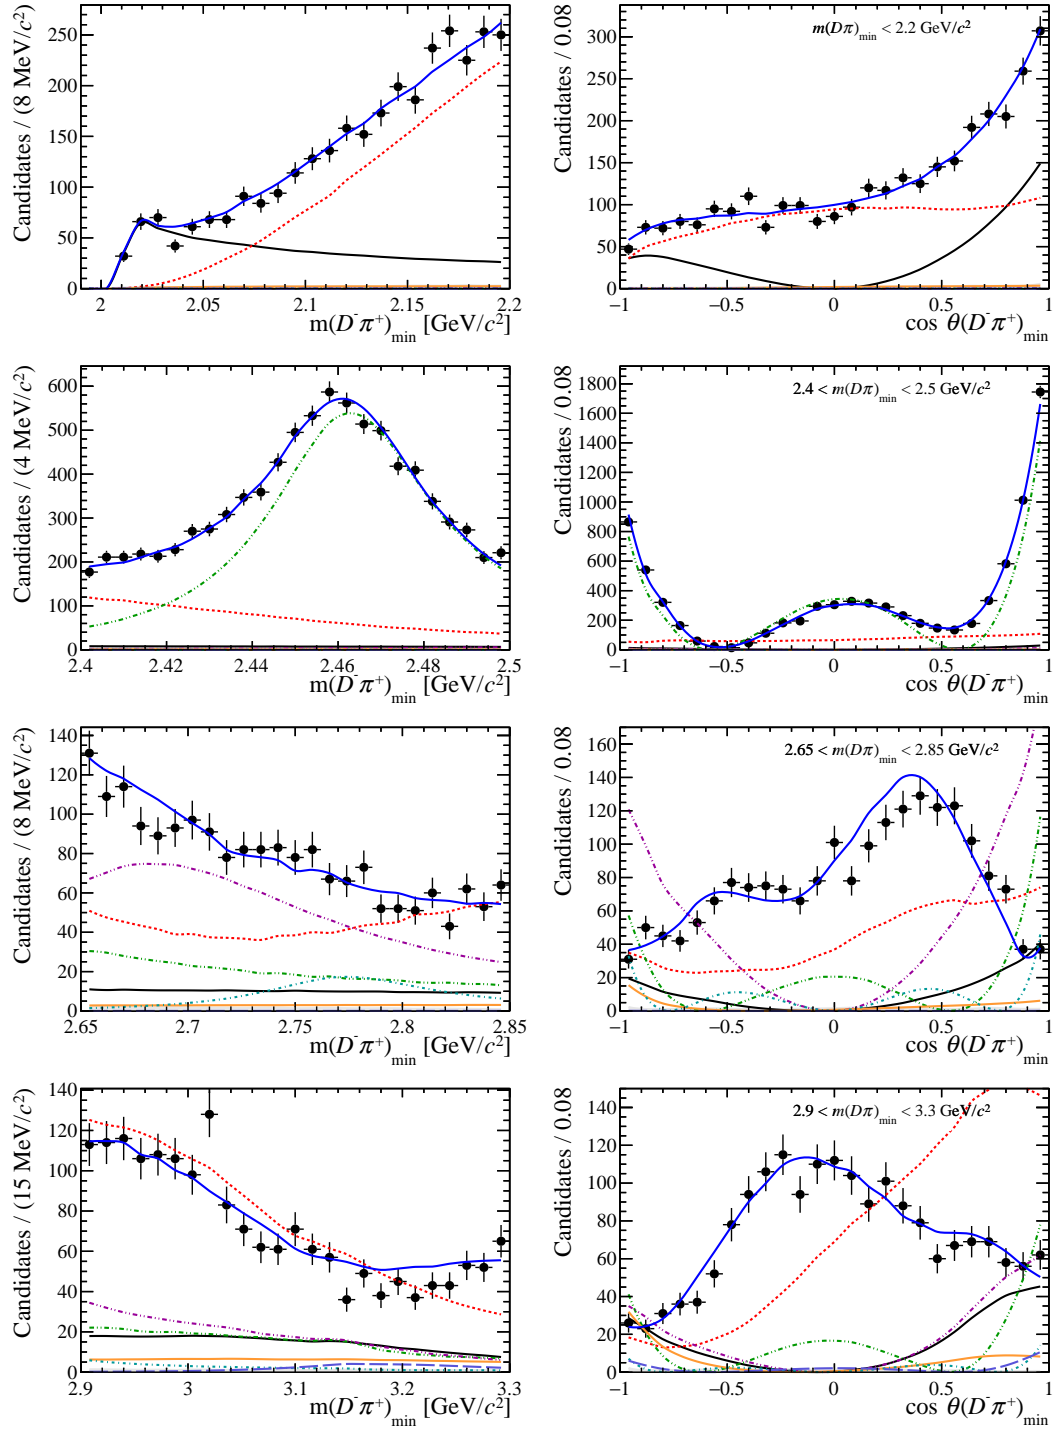 Candidates / (8 MeV/c²)
250
200
150
100
50
0
2 2.05 2.1 2.15 2.2
m(D⁻π⁺)min [GeV/c²]
Candidates / 0.08
m(Dπ)min < 2.2 GeV/c²
300
250
200
150
100
50
0
−1 −0.5 0 0.5 1
cos θ(D⁻π⁺)min
Candidates / (4 MeV/c²)
600
500
400
300
200
100
0
2.4 2.42 2.44 2.46 2.48 2.5
m(D⁻π⁺)min [GeV/c²]
Candidates / 0.08
2.4 < m(Dπ)min < 2.5 GeV/c²
1800
1600
1400
1200
1000
800
600
400
200
0
−1 −0.5 0 0.5 1
cos θ(D⁻π⁺)min
Candidates / (8 MeV/c²)
140
120
100
80
60
40
20
0
2.65 2.7 2.75 2.8 2.85
m(D⁻π⁺)min [GeV/c²]
Candidates / 0.08
2.65 < m(Dπ)min < 2.85 GeV/c²
160
140
120
100
80
60
40
20
0
−1 −0.5 0 0.5 1
cos θ(D⁻π⁺)min
Candidates / (15 MeV/c²)
140
120
100
80
60
40
20
0
2.9 3 3.1 3.2 3.3
m(D⁻π⁺)min [GeV/c²]
Candidates / 0.08
2.9 < m(Dπ)min < 3.3 GeV/c²
140
120
100
80
60
40
20
0
−1 −0.5 0 0.5 1
cos θ(D⁻π⁺)min